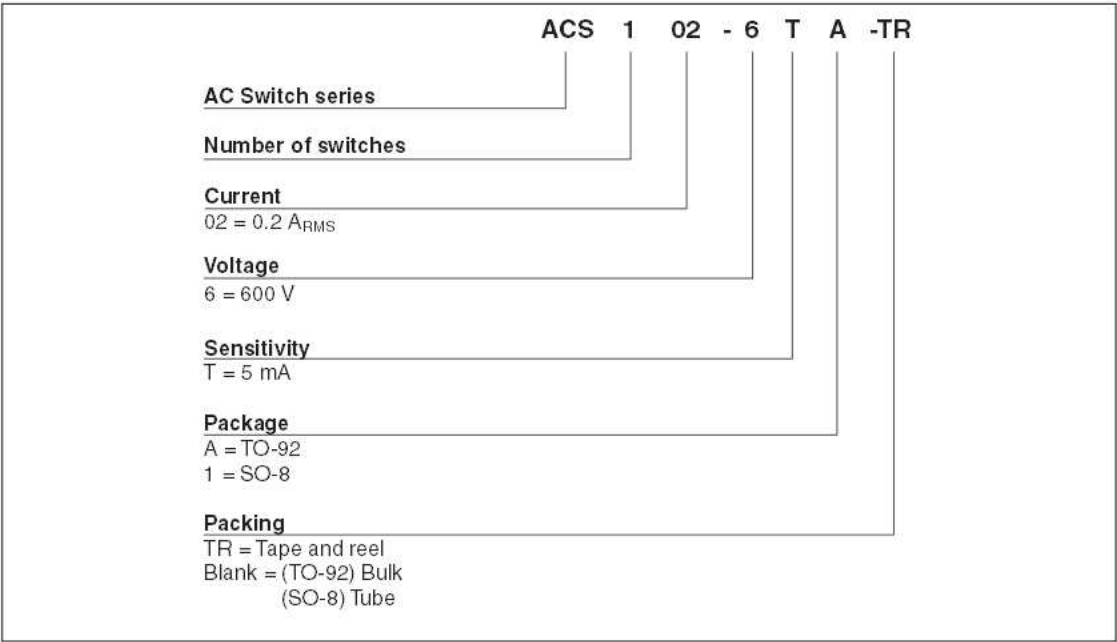 ACS 1 02 - 6 T A -TR
AC Switch series
Number of switches
Current
02 = 0.2 ARMS
Voltage
6 = 600 V
Sensitivity
T = 5 mA
Package
A = TO-92
1 = SO-8
Packing
TR = Tape and reel
Blank = (TO-92) Bulk
(SO-8) Tube